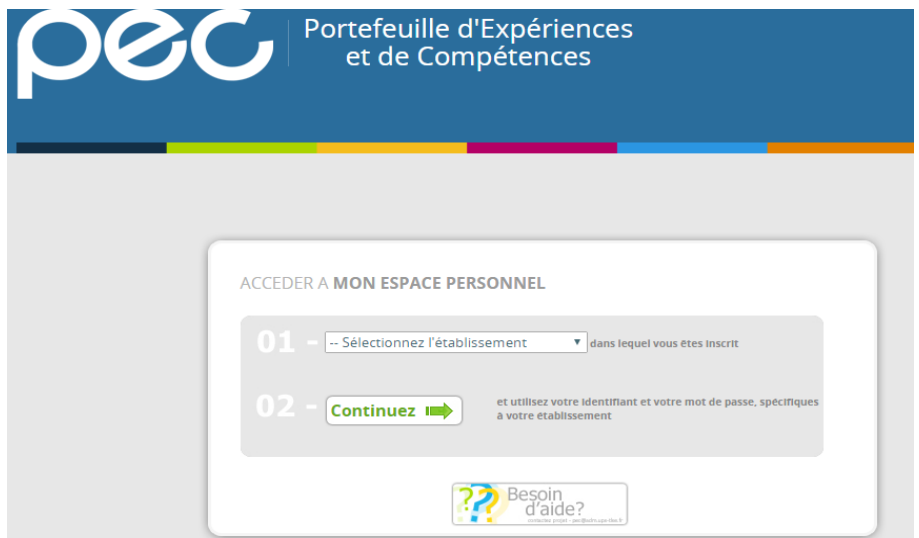 pec
Portefeuille d'Expériences
et de Compétences
ACCEDER A MON ESPACE PERSONNEL
01 - -- Sélectionnez l'établissement dans lequel vous êtes inscrit
02 - Continuez et utilisez votre identifiant et votre mot de passe, spécifiques
à votre établissement
?? Besoin
d'aide?